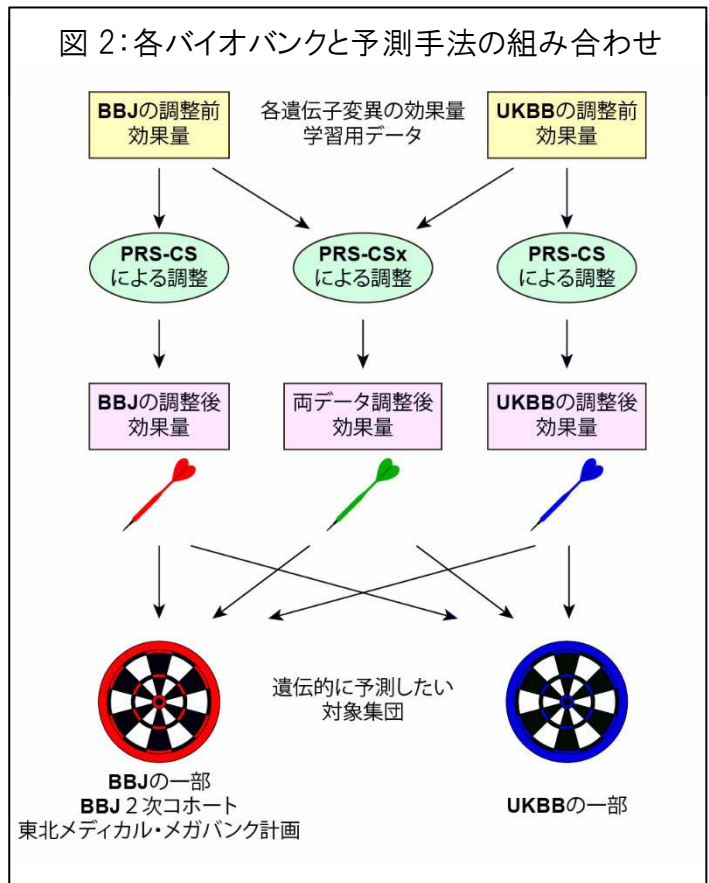 図 2：各バイオバンクと予測手法の組み合わせ
BBJの調整前
効果量
各遺伝子変異の効果量
学習用データ
UKBBの調整前
効果量
PRS-CS
による調整
PRS-CSx
による調整
PRS-CS
による調整
BBJの調整後
効果量
両データ調整後
効果量
UKBBの調整後
効果量
遺伝的に予測したい
対象集団
BBJの一部
BBJ 2 次コホート
東北メディカル・メガバンク計画
UKBBの一部